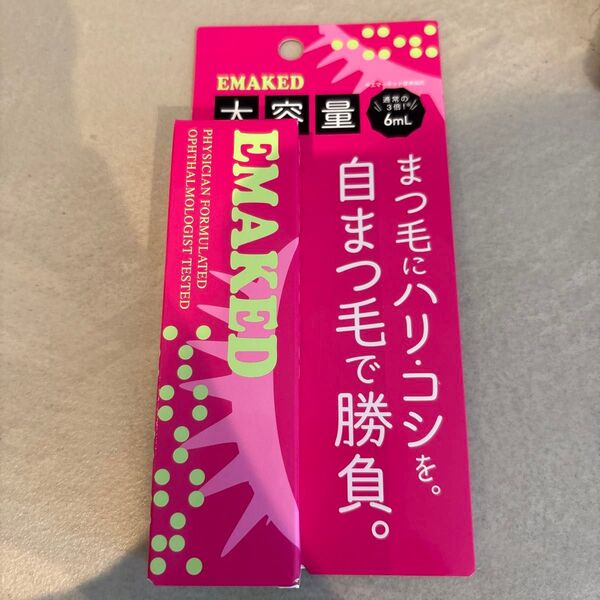 EMAKED
大容量
通常の
3倍!※
6mL
まつ毛にハリ・コシを。
自まつ毛で勝負。
EMAKED
PHYSICIAN FORMULATED
OPHTHALMOLOGIST TESTED